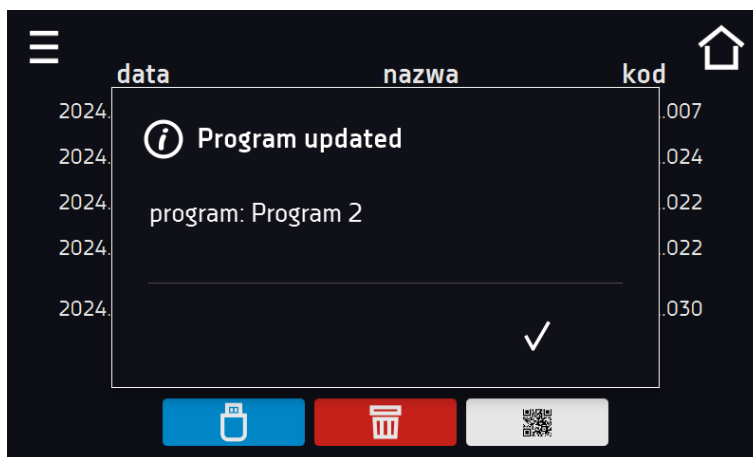 data nazwa kod
2024. .007
Program updated
2024. .024
2024. .022
program: Program 2
2024. .022
2024. .030